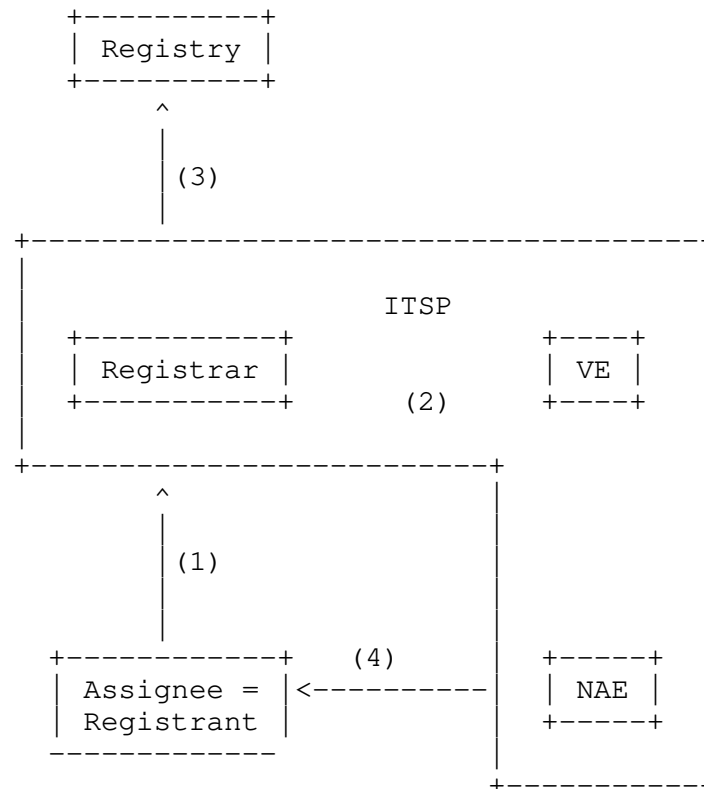 Registry
(3)
ITSP
Registrar VE
(2)
(1)
(4)
Assignee = NAE
Registrant